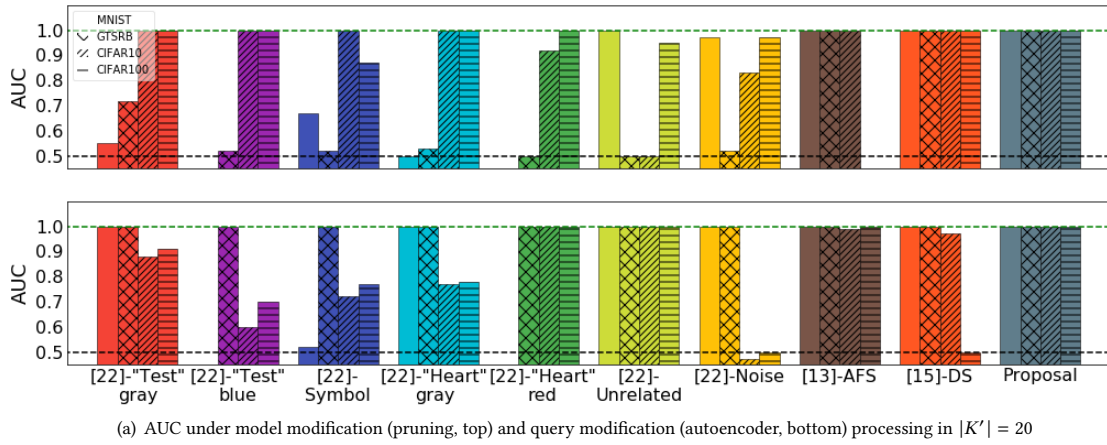 MNIST
GTSRB
CIFAR10
CIFAR100
AUC
1.0
0.9
0.8
0.7
0.6
0.5
AUC
1.0
0.9
0.8
0.7
0.6
0.5
[22]-"Test" gray
[22]-"Test" blue
[22]- Symbol
[22]-"Heart" gray
[22]-"Heart" red
[22]- Unrelated
[22]-Noise
[13]-AFS
[15]-DS
Proposal
(a) AUC under model modification (pruning, top) and query modification (autoencoder, bottom) processing in |K′| = 20